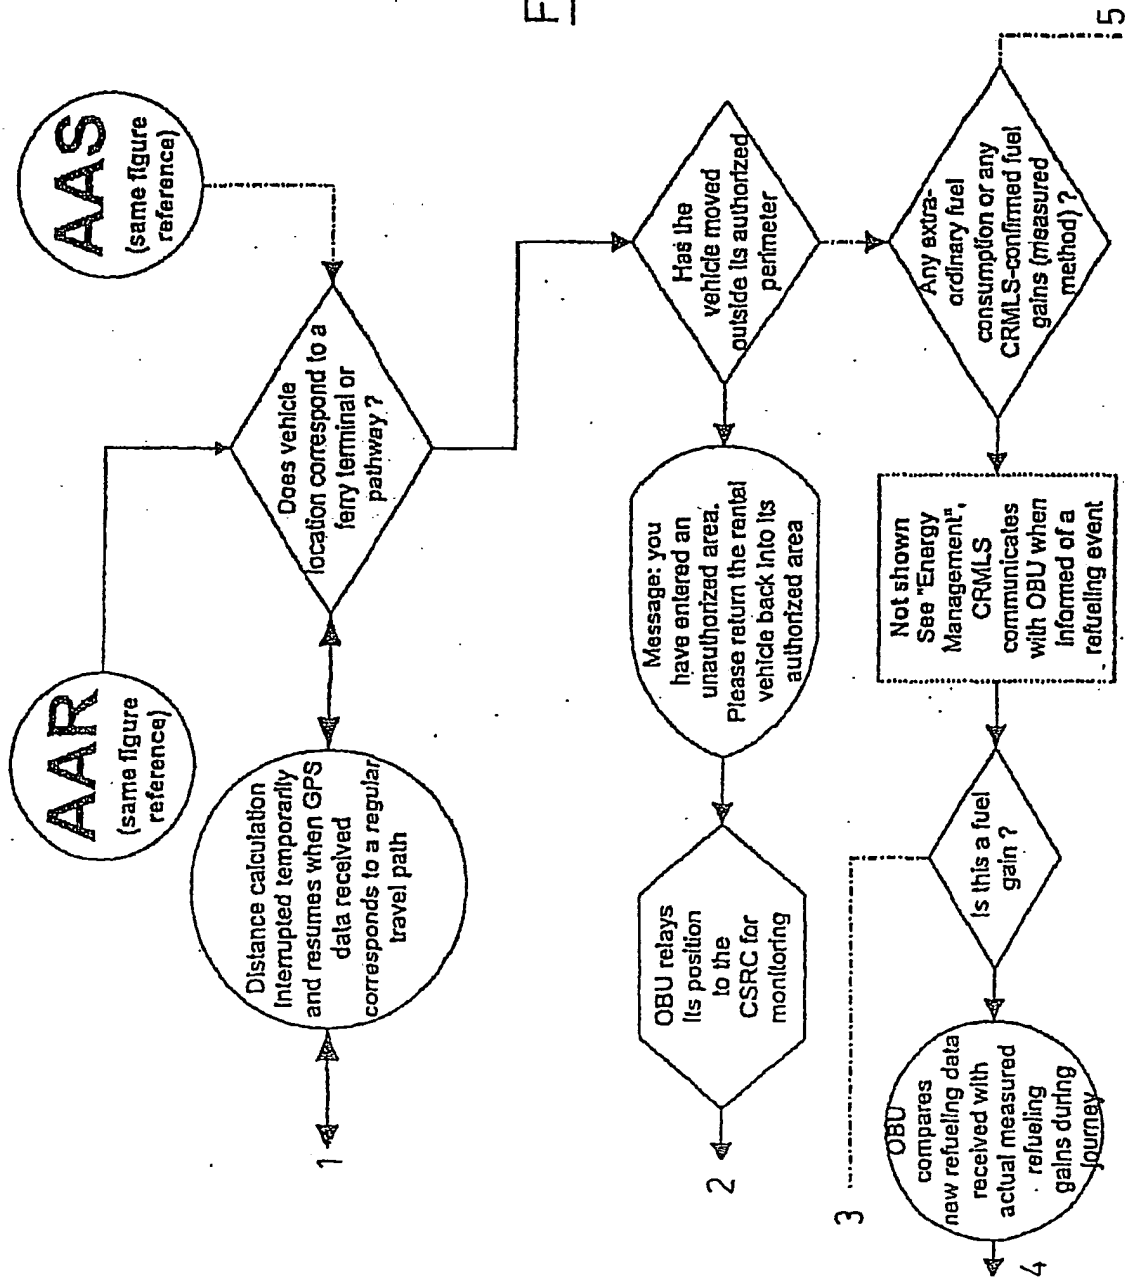 F
AAR
(same figure
reference)
AAS
(same figure
reference)
1
Distance calculation
Interrupted temporarily
and resumes when GPS
data received
corresponds to a regular
travel path
Does vehicle
location correspond to a
ferry terminal or
pathway ?
2
OBU relays
Its position
to the
CSRC for
monitoring
Message: you
have entered an
unauthorized area.
Please return the rental
vehicle back into Its
authorized area
Has the
vehicle moved
outside its authorized
perimeter
3
4
OBU
compares
new refueling data
received with
actual measured
refueling
gains during
journey
Is this a fuel
gain ?
Not shown
See "Energy
Management",
CRMLS
communicates
with OBU when
Informed of a
refueling event
Any extra-
ordinary fuel
consumption or any
CRMLS-confirmed fuel
gains (measured
method) ?
5